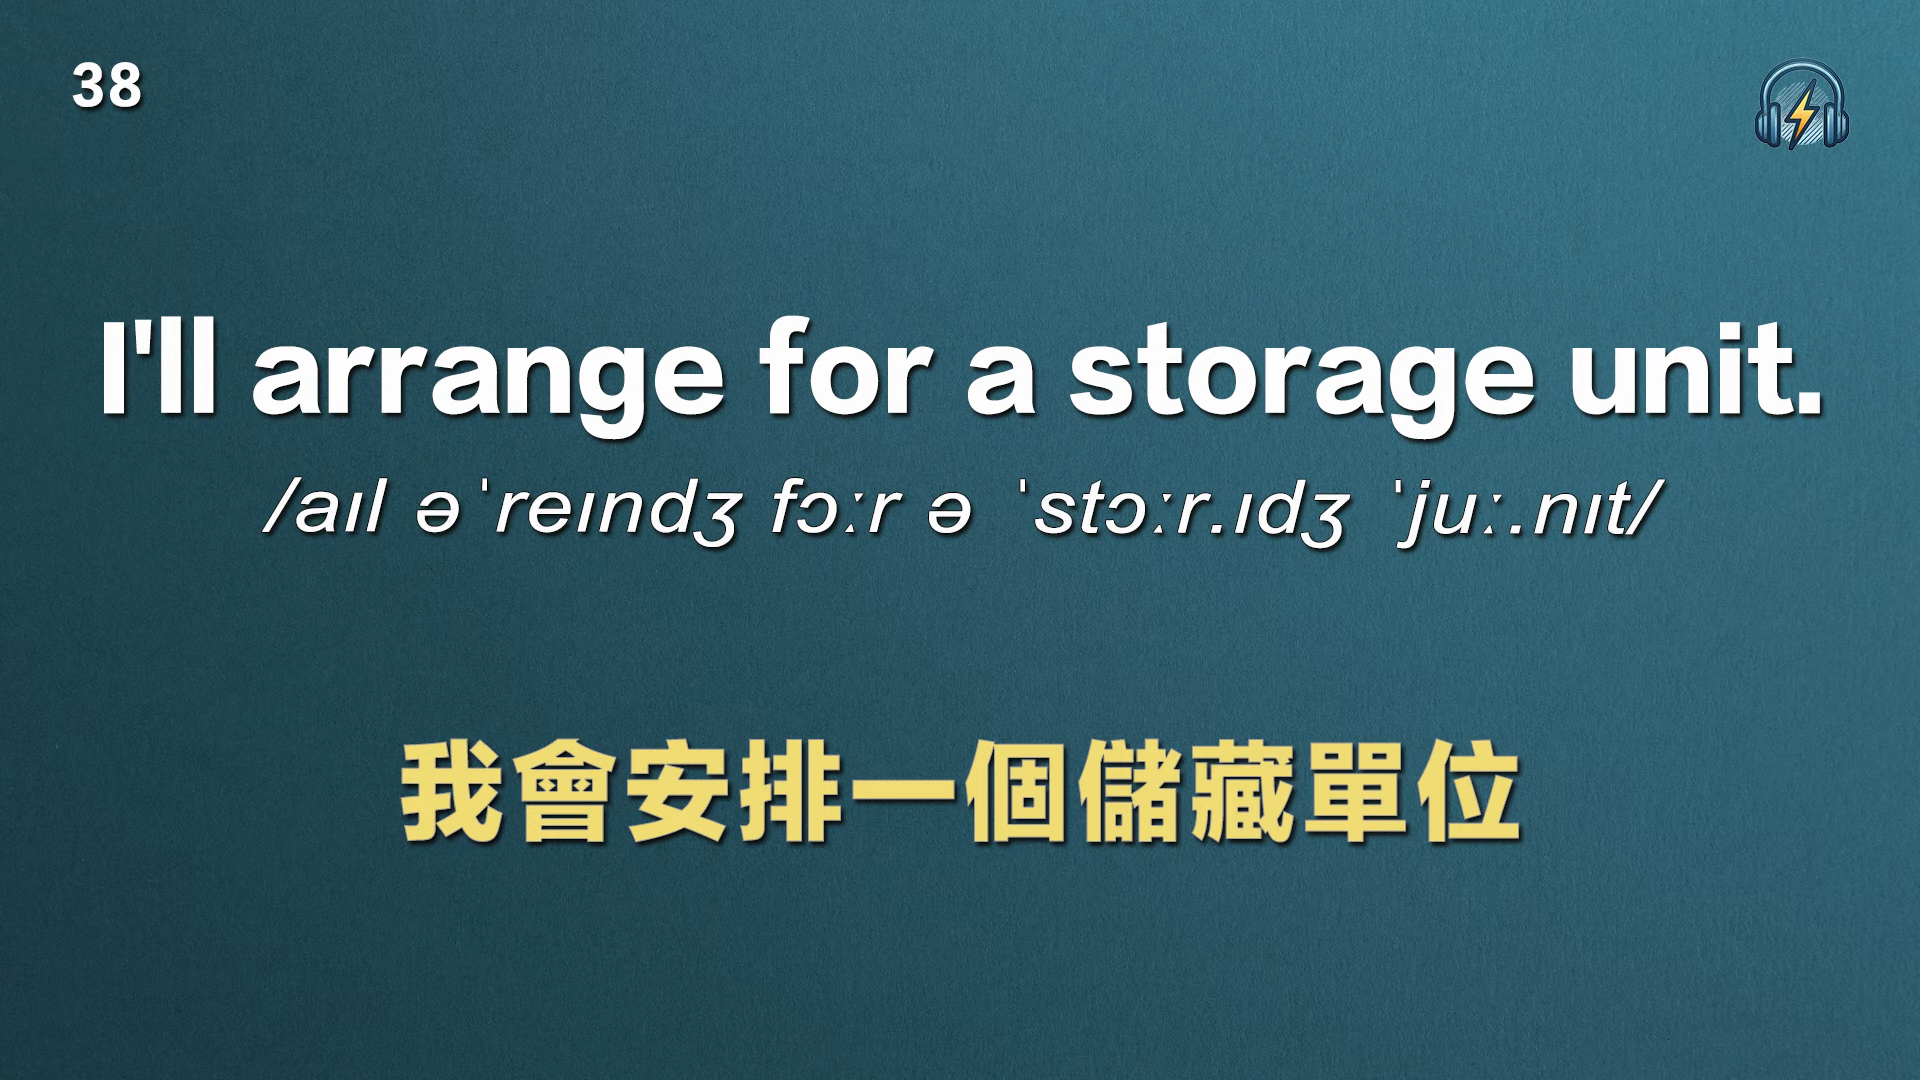 38
I'll arrange for a storage unit.
/aɪl əˈreɪndʒ fɔːr ə ˈstɔːr.ɪdʒ ˈjuː.nɪt/
我會安排一個儲藏單位